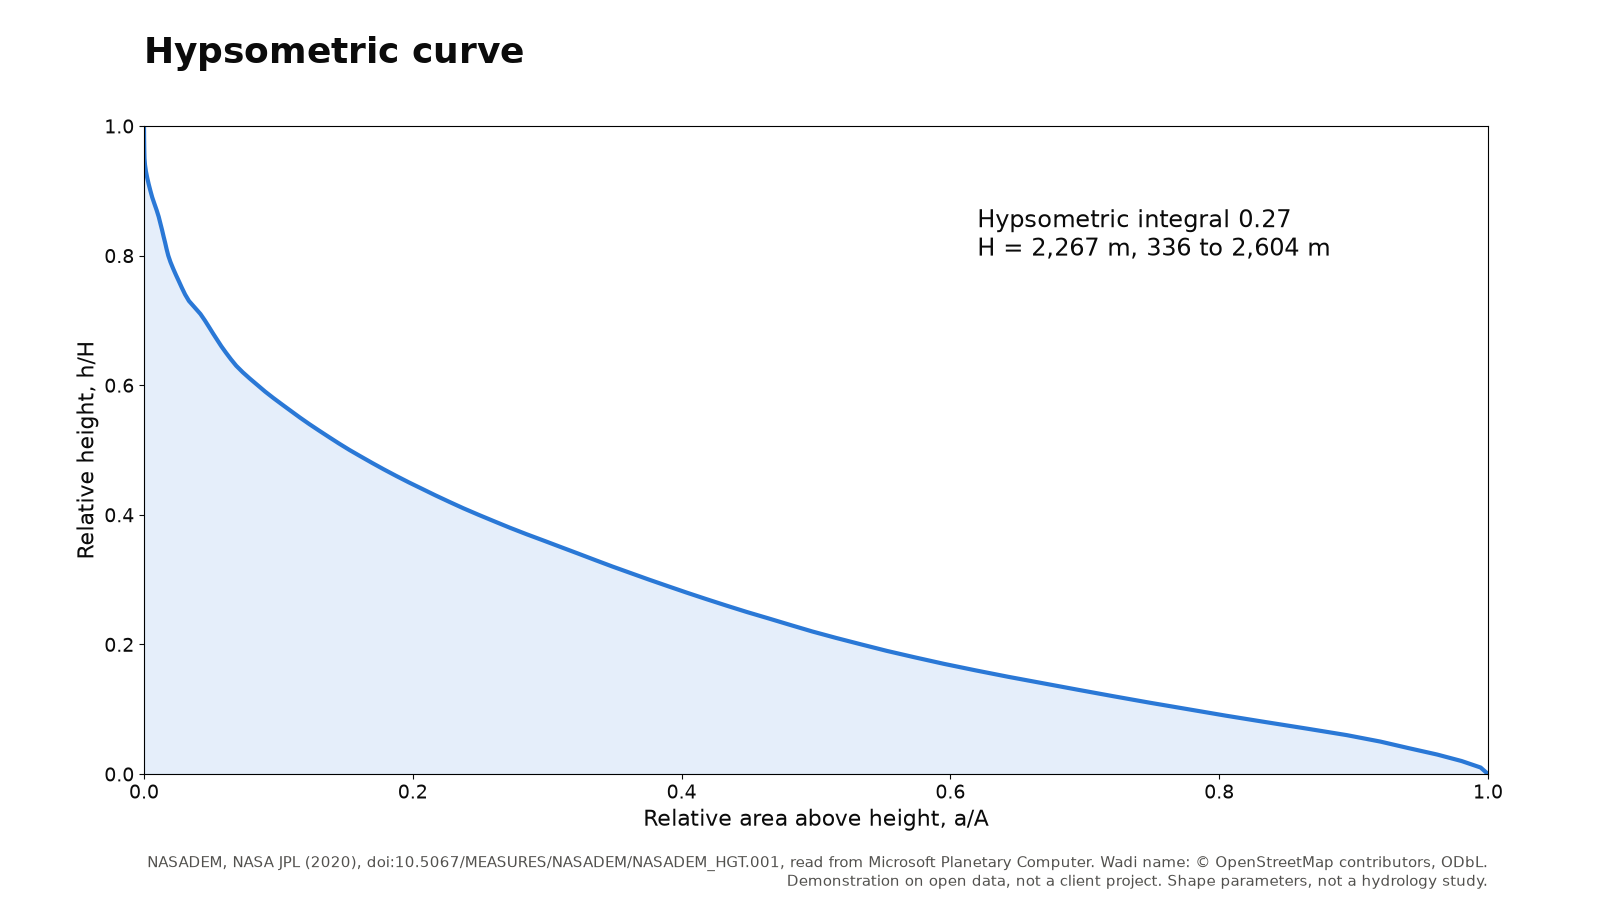 Hypsometric curve
1.0
0.8
0.6
0.4
0.2
0.0
Relative height, h/H
Hypsometric integral 0.27
H = 2,267 m, 336 to 2,604 m
0.0 0.2 0.4 0.6 0.8 1.0
Relative area above height, a/A
NASADEM, NASA JPL (2020), doi:10.5067/MEASURES/NASADEM/NASADEM_HGT.001, read from Microsoft Planetary Computer. Wadi name: © OpenStreetMap contributors, ODbL.
Demonstration on open data, not a client project. Shape parameters, not a hydrology study.